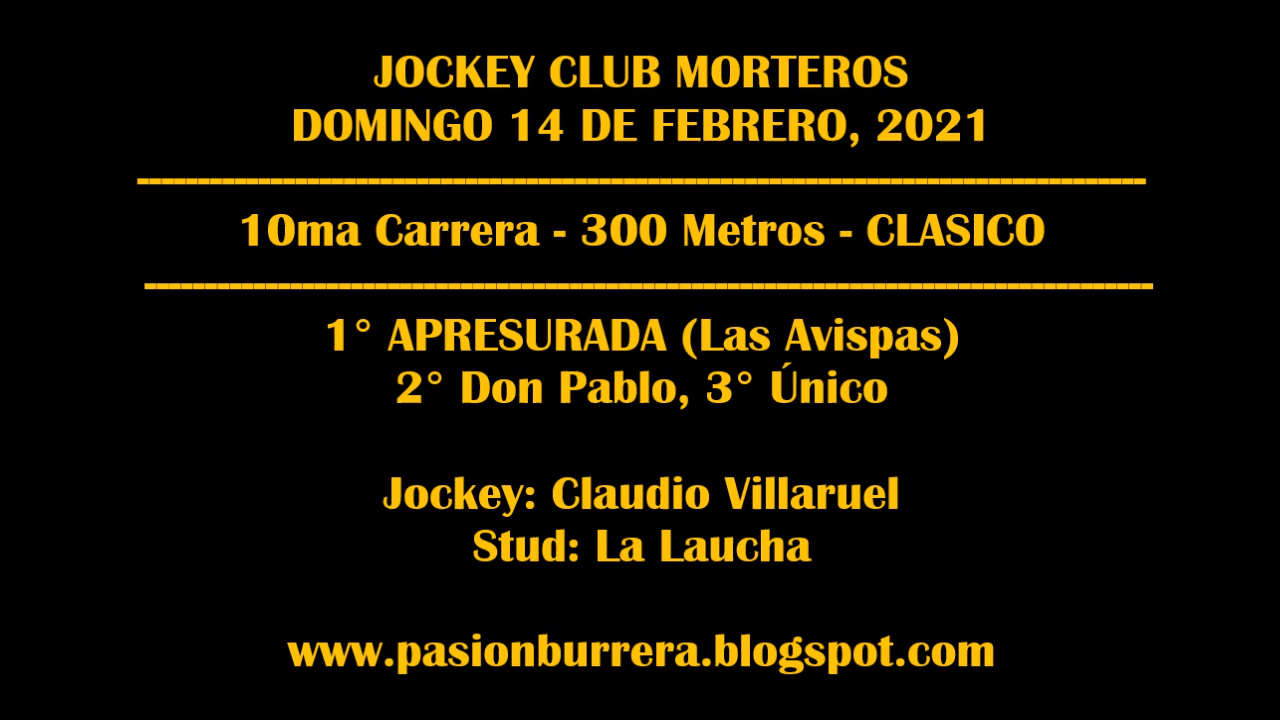 JOCKEY CLUB MORTEROS
DOMINGO 14 DE FEBRERO, 2021
10ma Carrera - 300 Metros - CLASICO
1° APRESURADA (Las Avispas)
2° Don Pablo, 3° Único
Jockey: Claudio Villaruel
Stud: La Laucha
www.pasionburrera.blogspot.com